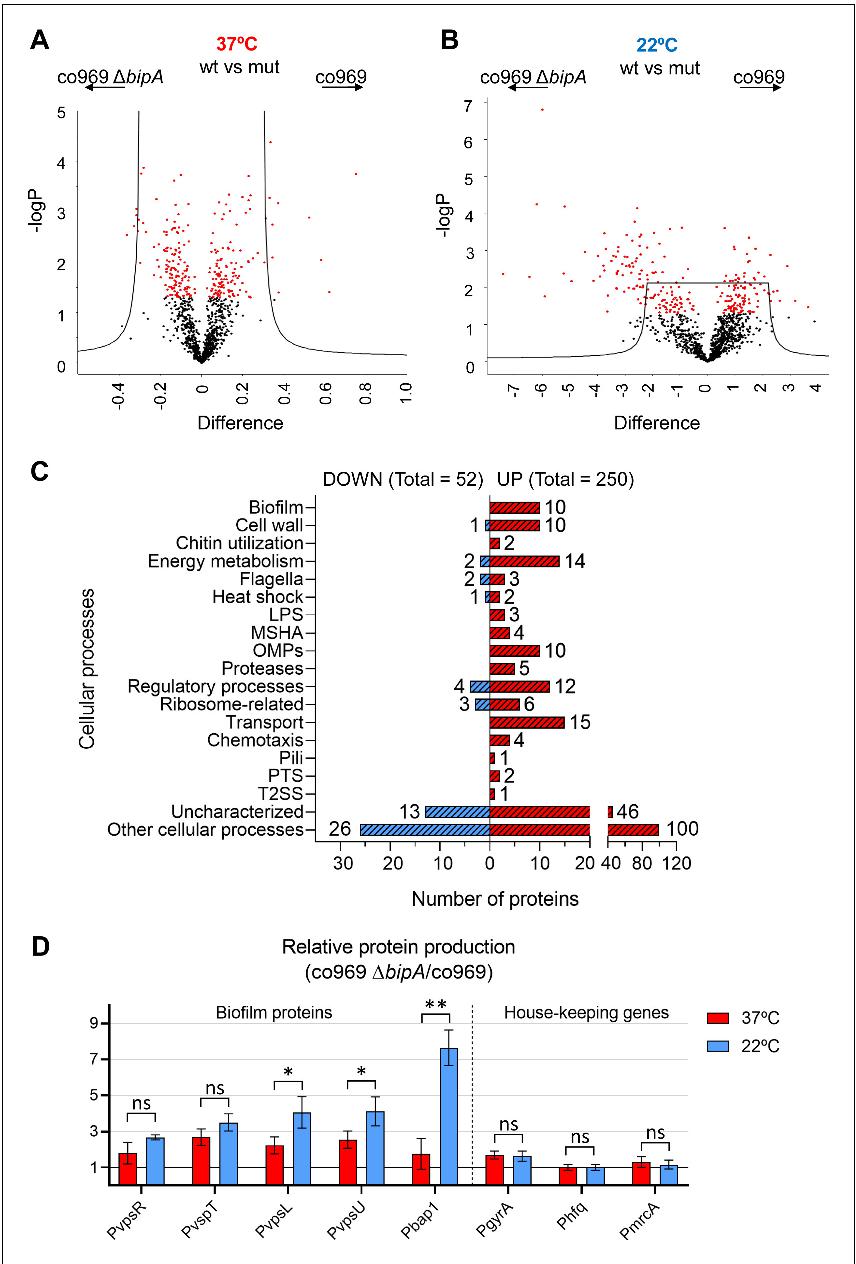 A
37ºC
wt vs mut
co969 ΔbipA
co969
5
4
3
2
1
0
-logP
-0.4
-0.2
0
0.2
0.4
0.6
0.8
1.0
Difference
B
22ºC
wt vs mut
co969 ΔbipA
co969
7
6
5
4
3
2
1
0
-logP
-7
-6
-5
-4
-3
-2
-1
0
1
2
3
4
Difference
C
DOWN (Total = 52) UP (Total = 250)
Cellular processes
Biofilm 10
Cell wall 1 10
Chitin utilization 2
Energy metabolism 2 14
Flagella 2 3
Heat shock 1 2
LPS 3
MSHA 4
OMPs 10
Proteases 5
Regulatory processes 4 12
Ribosome-related 3 6
Transport 15
Chemotaxis 4
Pili 1
PTS 2
T2SS 1
Uncharacterized 13 46
Other cellular processes 26 100
30 20 10 0 10 20 40 80 120
Number of proteins
D
Relative protein production
(co969 ΔbipA/co969)
Biofilm proteins
House-keeping genes
37ºC
22ºC
9
7
5
3
1
ns
ns
*
*
**
ns
ns
ns
PvpsR
PvspT
PvpsL
PvpsU
Pbap1
PgyrA
Phfq
PmrcA